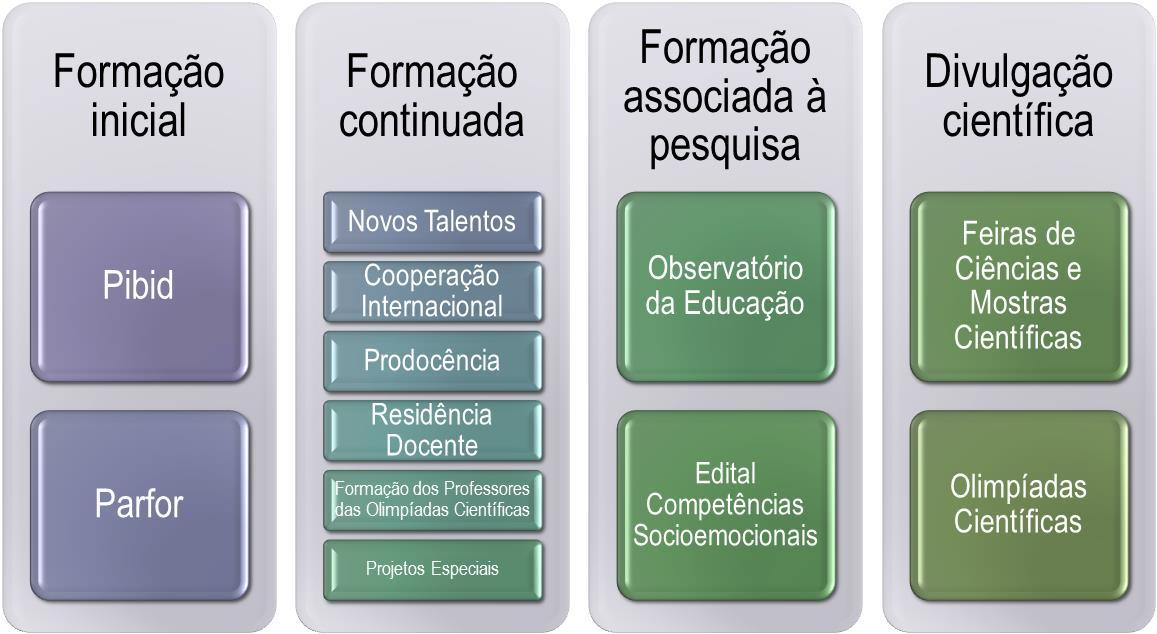 Formação
inicial
Pibid
Parfor
Formação
continuada
Novos Talentos
Cooperação
Internacional
Prodocência
Residência
Docente
Formação dos Professores
das Olimpíadas Científicas
Projetos Especiais
Formação
associada à
pesquisa
Observatório
da Educação
Edital
Competências
Socioemocionais
Divulgação
científica
Feiras de
Ciências e
Mostras
Científicas
Olimpíadas
Científicas